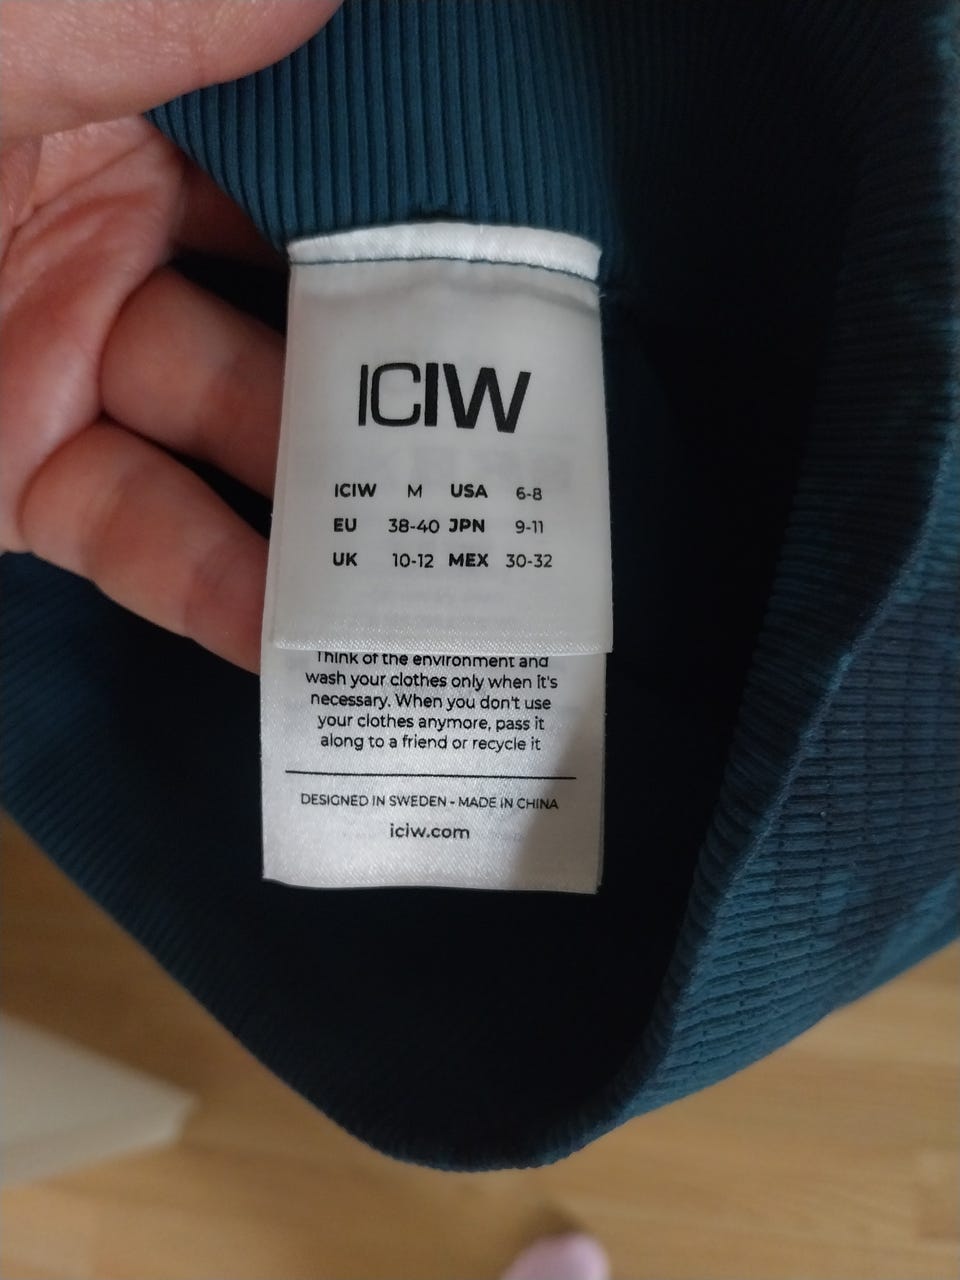 ICIW
ICIW M USA 6-8
EU 38-40 JPN 9-11
UK 10-12 MEX 30-32
Think of the environment and
wash your clothes only when it's
necessary. When you don't use
your clothes anymore, pass it
along to a friend or recycle it
DESIGNED IN SWEDEN - MADE IN CHINA
iciw.com